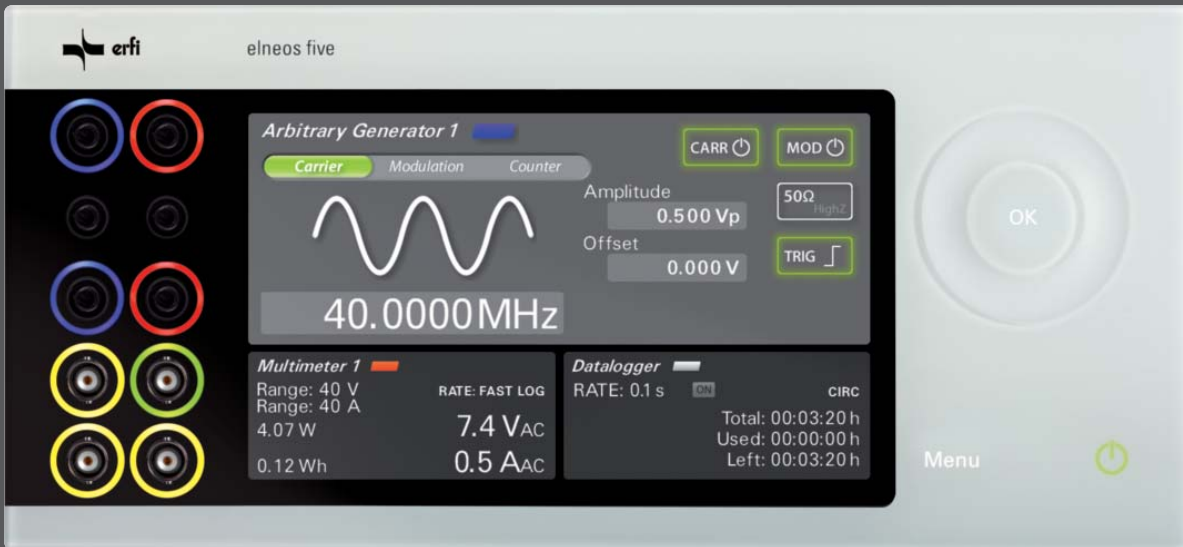 erfi
elneos five
Arbitrary Generator 1
Carrier Modulation Counter
CARR
MOD
Amplitude
0.500 Vp
50Ω
HighZ
Offset
0.000 V
TRIG
40.0000 MHz
OK
Multimeter 1
Range: 40 V
RATE: FAST LOG
Range: 40 A
4.07 W
7.4 VAC
0.12 Wh
0.5 AAC
Datalogger
RATE: 0.1 s
ON
CIRC
Total: 00:03:20 h
Used: 00:00:00 h
Left: 00:03:20 h
Menu